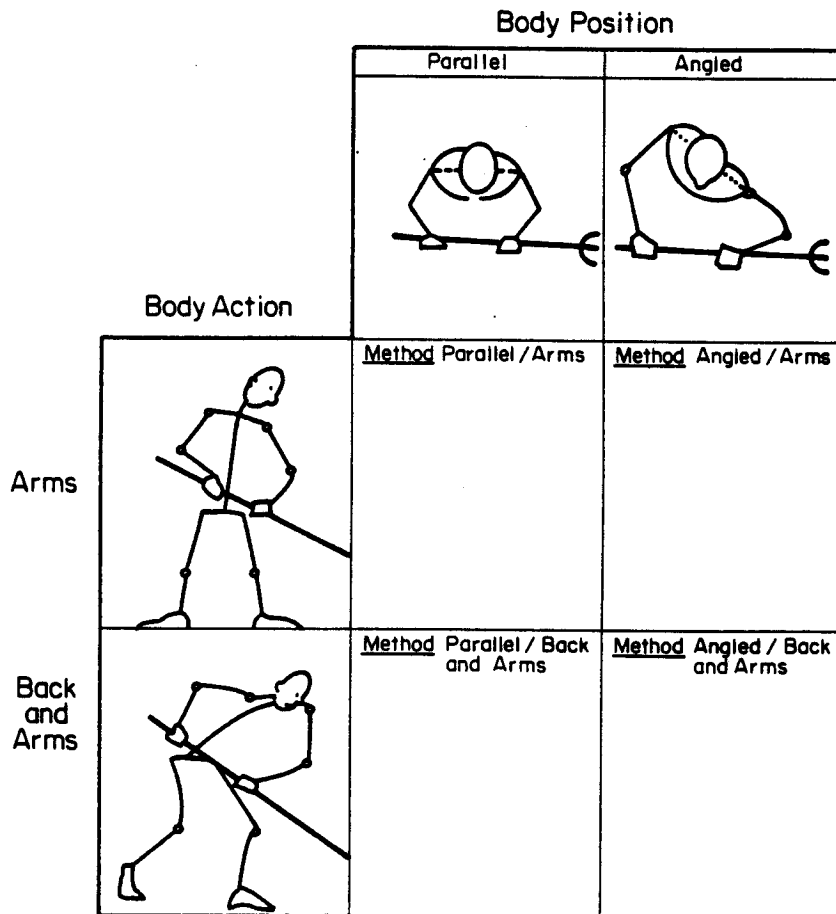 Body Position
Parallel
Angled
Body Action
Method Parallel / Arms
Method Angled / Arms
Arms
Method Parallel / Back
and Arms
Method Angled / Back
and Arms
Back
and
Arms